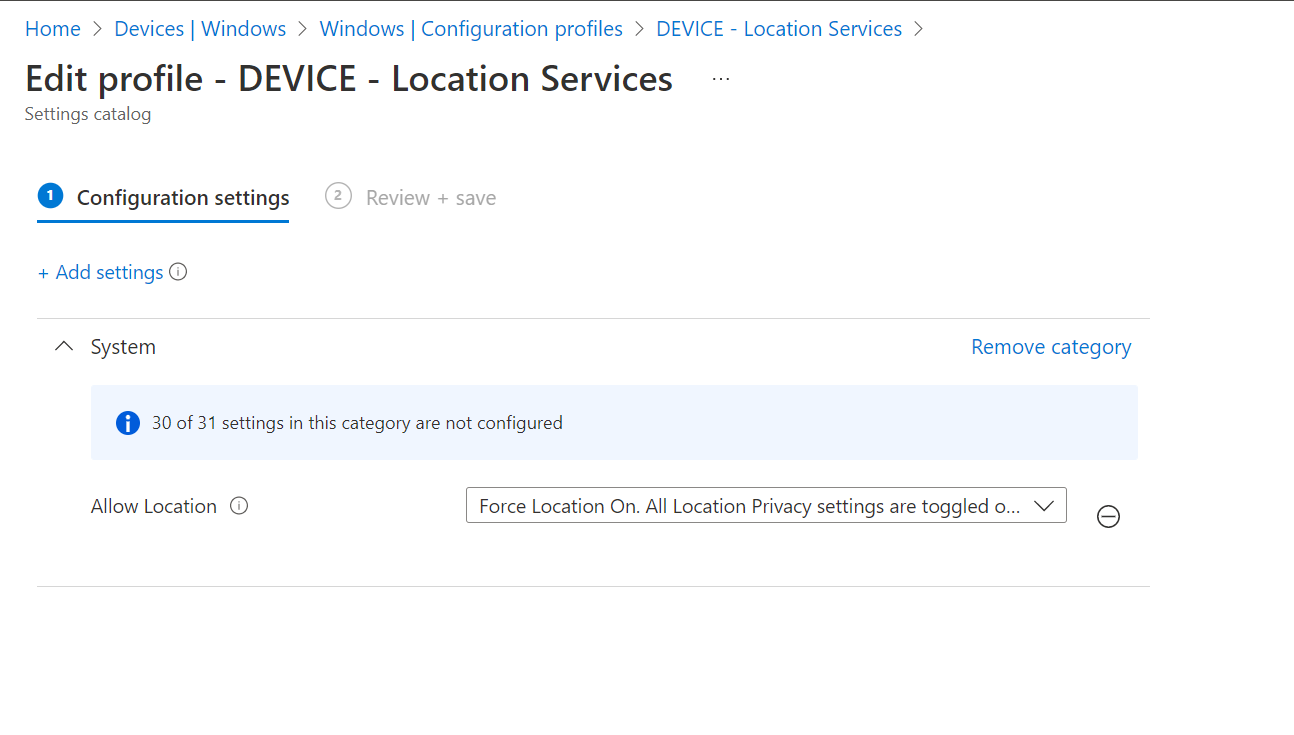 Home > Devices | Windows > Windows | Configuration profiles > DEVICE - Location Services >
Edit profile - DEVICE - Location Services ...
Settings catalog
1 Configuration settings 2 Review + save
+ Add settings
System Remove category
30 of 31 settings in this category are not configured
Allow Location Force Location On. All Location Privacy settings are toggled o...